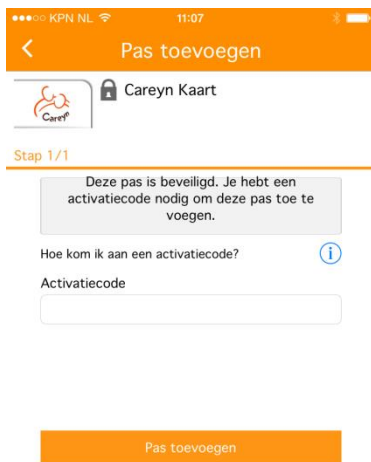 KPN NL 11:07
Pas toevoegen
Careyn
Careyn Kaart
Stap 1/1
Deze pas is beveiligd. Je hebt een
activatiecode nodig om deze pas toe te
voegen.
Hoe kom ik aan een activatiecode?
Activatiecode
Pas toevoegen